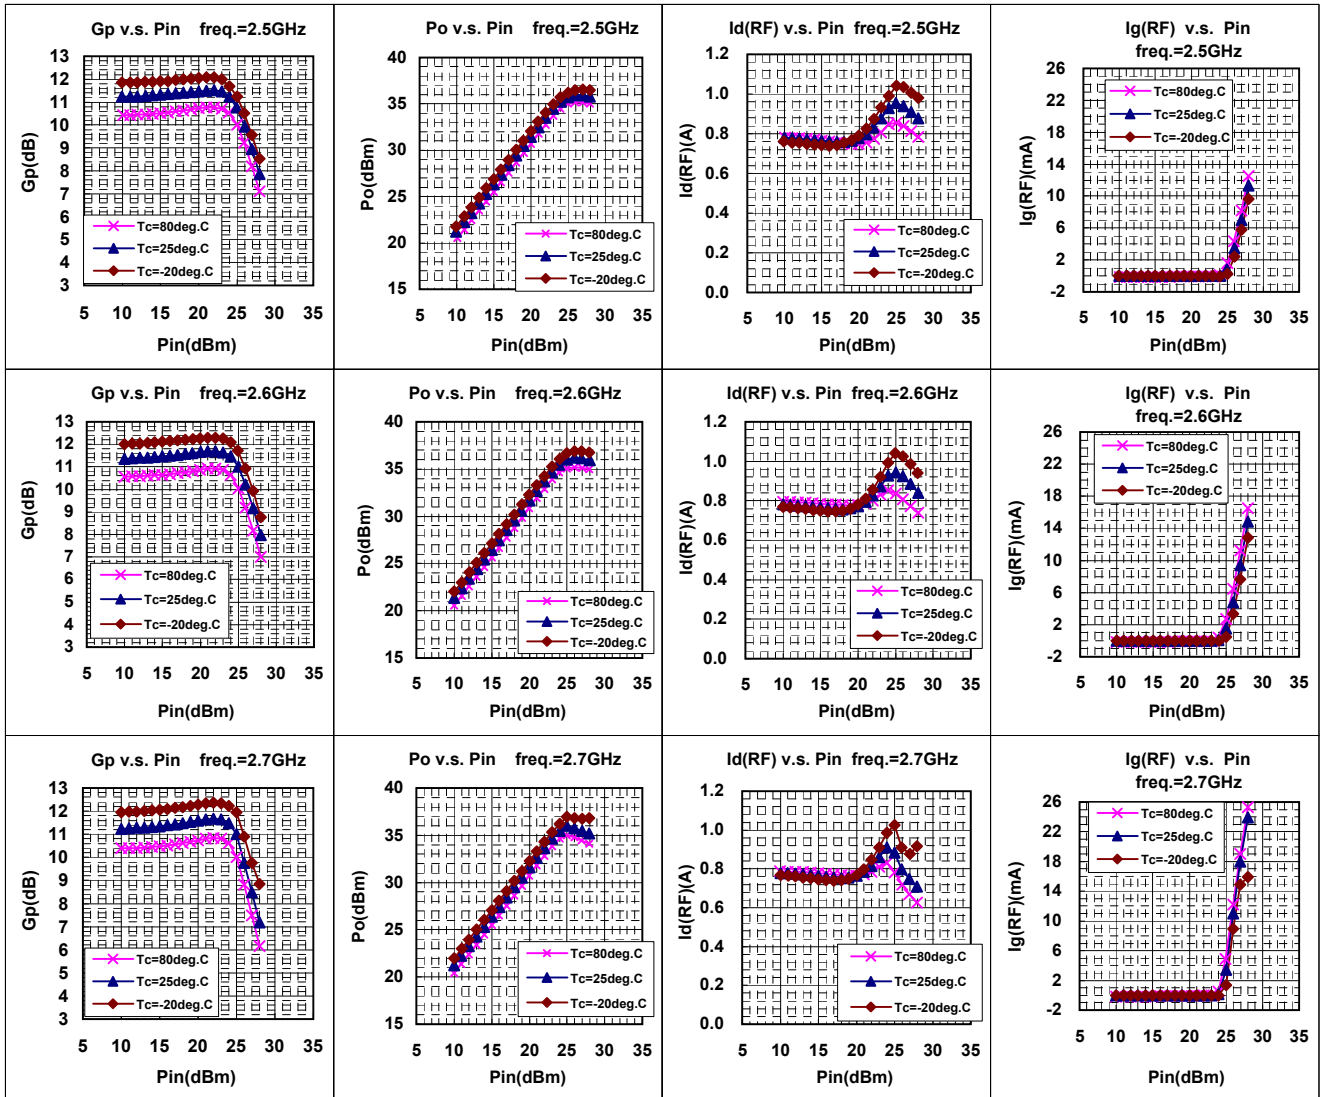 Gp v.s. Pin freq.=2.5GHz
Gp(dB)
13
12
11
10
9
8
7
6
5
4
3
Tc=80deg.C
Tc=25deg.C
Tc=-20deg.C
5 10 15 20 25 30 35
Pin(dBm)
Po v.s. Pin freq.=2.5GHz
Po(dBm)
40
35
30
25
20
15
Tc=80deg.C
Tc=25deg.C
Tc=-20deg.C
5 10 15 20 25 30 35
Pin(dBm)
Id(RF) v.s. Pin freq.=2.5GHz
Id(RF)(A)
1.2
1.0
0.8
0.6
0.4
0.2
0.0
Tc=80deg.C
Tc=25deg.C
Tc=-20deg.C
5 10 15 20 25 30 35
Pin(dBm)
Ig(RF) v.s. Pin
freq.=2.5GHz
Ig(RF)(mA)
26
22
18
14
10
6
2
-2
Tc=80deg.C
Tc=25deg.C
Tc=-20deg.C
5 10 15 20 25 30 35
Pin(dBm)
Gp v.s. Pin freq.=2.6GHz
Gp(dB)
13
12
11
10
9
8
7
6
5
4
3
Tc=80deg.C
Tc=25deg.C
Tc=-20deg.C
5 10 15 20 25 30 35
Pin(dBm)
Po v.s. Pin freq.=2.6GHz
Po(dBm)
40
35
30
25
20
15
Tc=80deg.C
Tc=25deg.C
Tc=-20deg.C
5 10 15 20 25 30 35
Pin(dBm)
Id(RF) v.s. Pin freq.=2.6GHz
Id(RF)(A)
1.2
1.0
0.8
0.6
0.4
0.2
0.0
Tc=80deg.C
Tc=25deg.C
Tc=-20deg.C
5 10 15 20 25 30 35
Pin(dBm)
Ig(RF) v.s. Pin
freq.=2.6GHz
Ig(RF)(mA)
26
22
18
14
10
6
2
-2
Tc=80deg.C
Tc=25deg.C
Tc=-20deg.C
5 10 15 20 25 30 35
Pin(dBm)
Gp v.s. Pin freq.=2.7GHz
Gp(dB)
13
12
11
10
9
8
7
6
5
4
3
Tc=80deg.C
Tc=25deg.C
Tc=-20deg.C
5 10 15 20 25 30 35
Pin(dBm)
Po v.s. Pin freq.=2.7GHz
Po(dBm)
40
35
30
25
20
15
Tc=80deg.C
Tc=25deg.C
Tc=-20deg.C
5 10 15 20 25 30 35
Pin(dBm)
Id(RF) v.s. Pin freq.=2.7GHz
Id(RF)(A)
1.2
1.0
0.8
0.6
0.4
0.2
0.0
Tc=80deg.C
Tc=25deg.C
Tc=-20deg.C
5 10 15 20 25 30 35
Pin(dBm)
Ig(RF) v.s. Pin
freq.=2.7GHz
Ig(RF)(mA)
26
22
18
14
10
6
2
-2
Tc=80deg.C
Tc=25deg.C
Tc=-20deg.C
5 10 15 20 25 30 35
Pin(dBm)